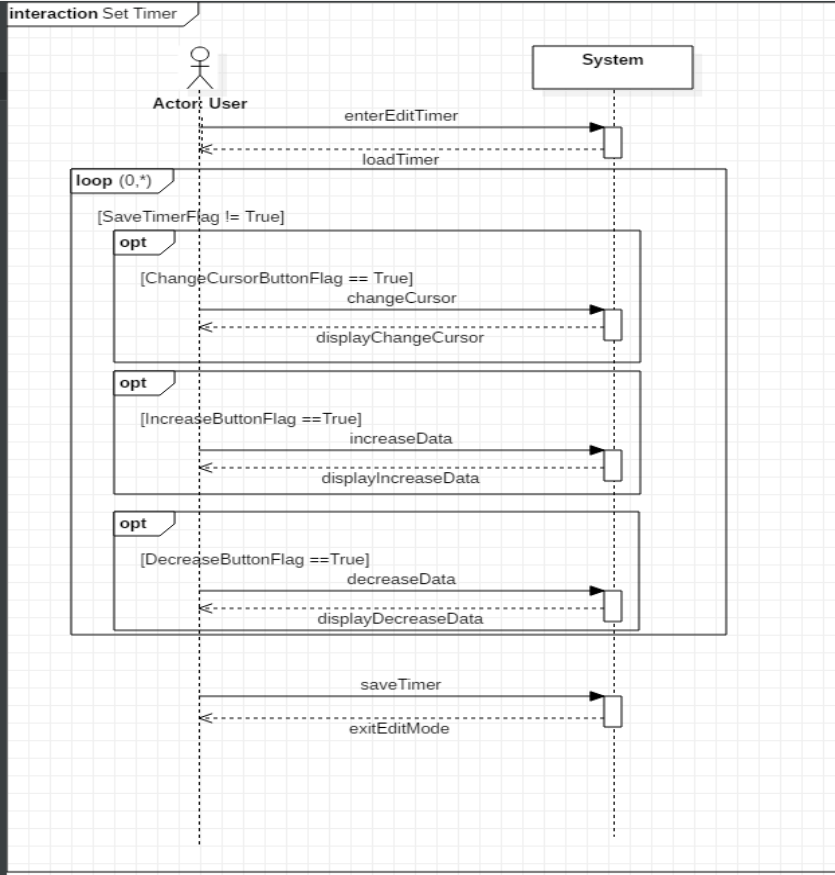 interaction Set Timer
System
Actor: User
enterEditTimer
loadTimer
loop (0,*)
[SaveTimerFlag != True]
opt
[ChangeCursorButtonFlag == True]
changeCursor
displayChangeCursor
opt
[IncreaseButtonFlag ==True]
increaseData
displayIncreaseData
opt
[DecreaseButtonFlag ==True]
decreaseData
displayDecreaseData
saveTimer
exitEditMode